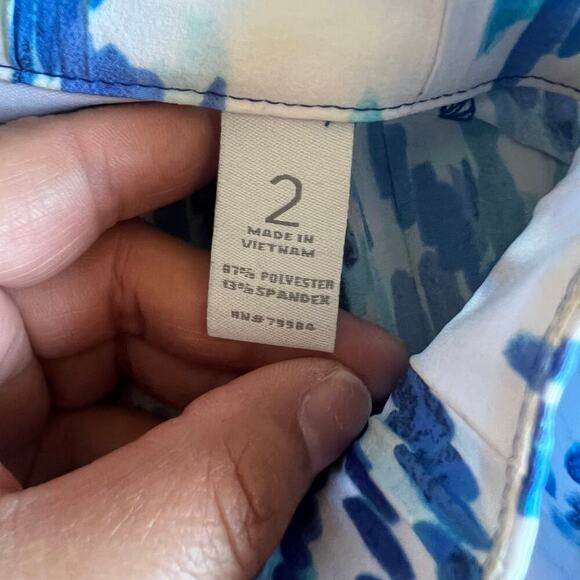 2
MADE IN
VIETNAM
87% POLYESTER
13% SPANDEX
RN# 79984